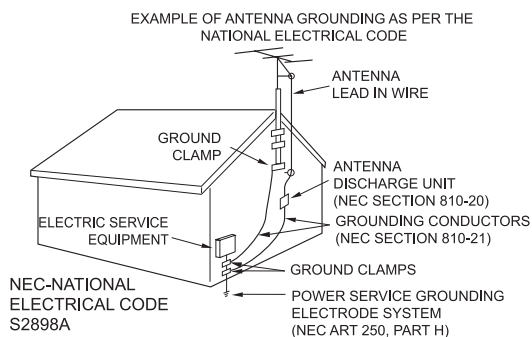 EXAMPLE OF ANTENNA GROUNDING AS PER THE
NATIONAL ELECTRICAL CODE
ANTENNA
LEAD IN WIRE
GROUND
CLAMP
ANTENNA
DISCHARGE UNIT
(NEC SECTION 810-20)
ELECTRIC SERVICE
EQUIPMENT
GROUNDING CONDUCTORS
(NEC SECTION 810-21)
GROUND CLAMPS
NEC-NATIONAL
ELECTRICAL CODE
S2898A
POWER SERVICE GROUNDING
ELECTRODE SYSTEM
(NEC ART 250, PART H)